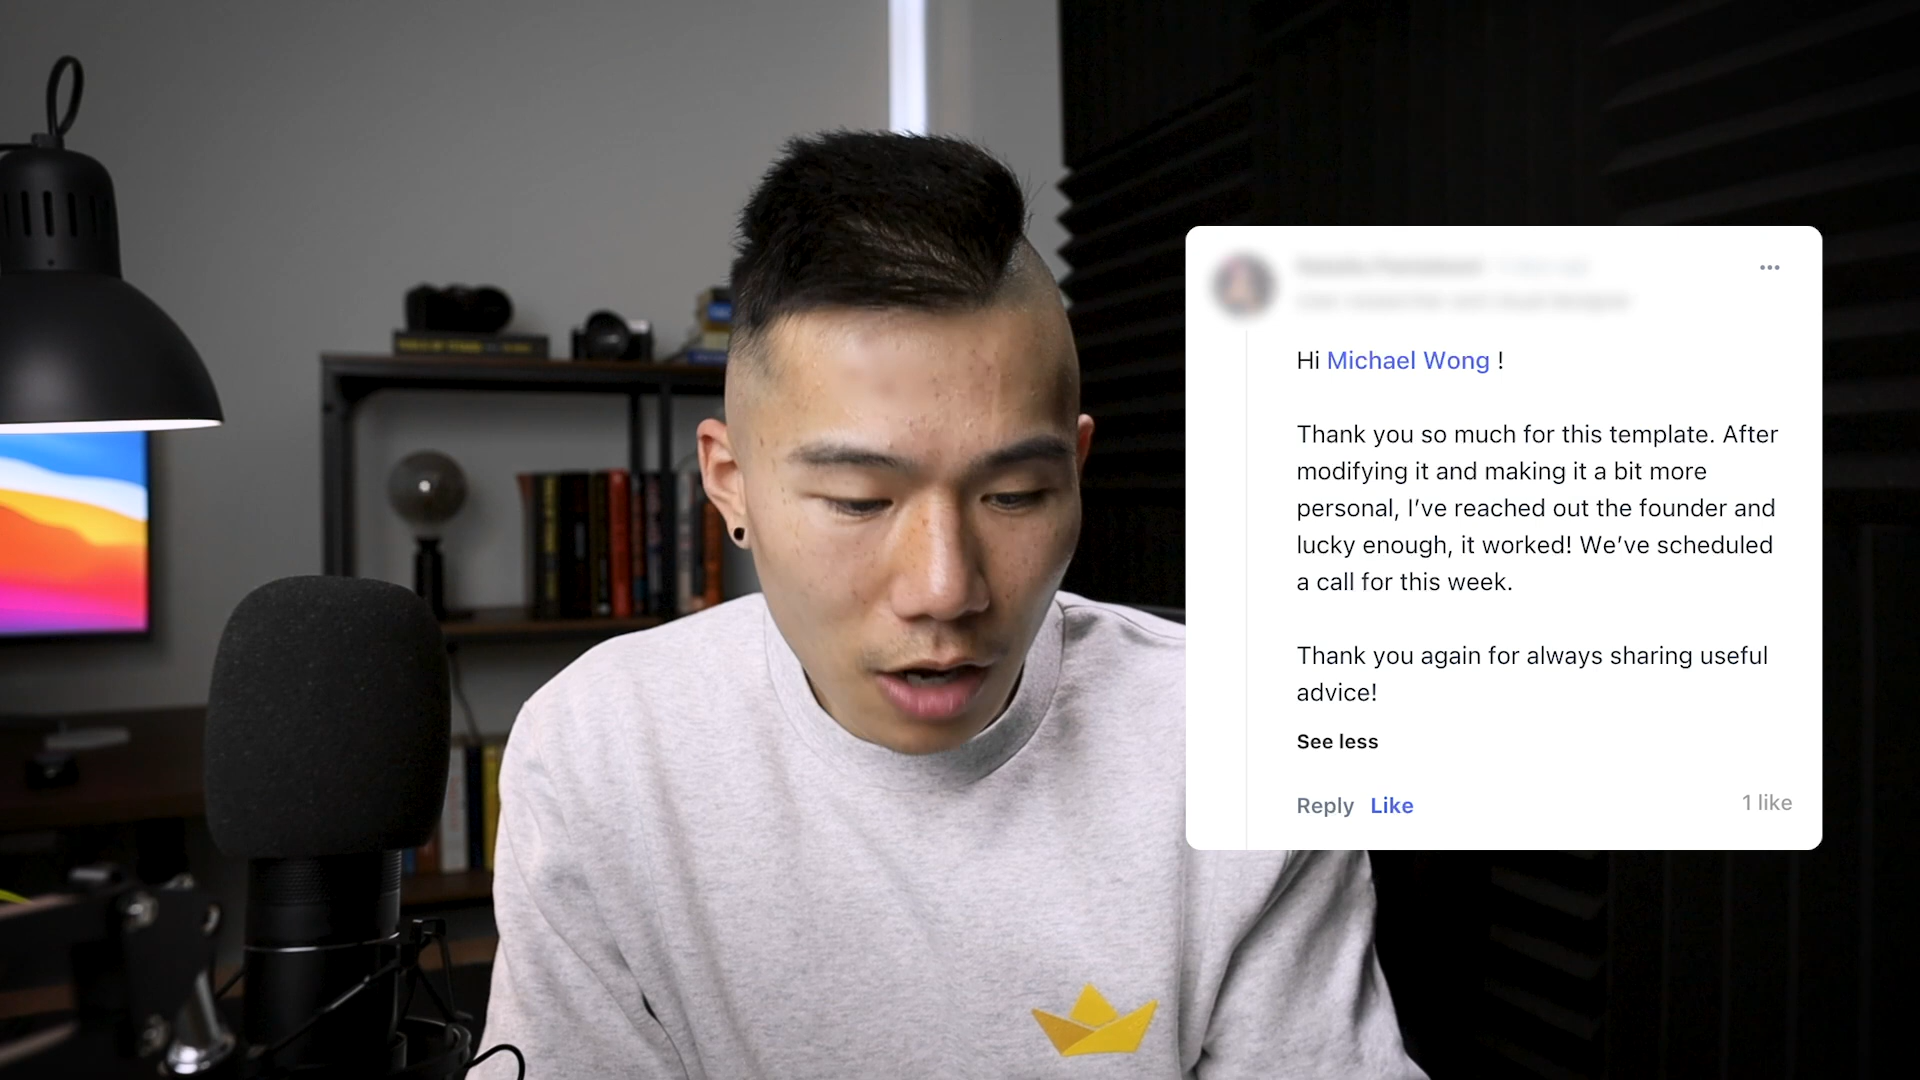 Hi Michael Wong !
Thank you so much for this template. After
modifying it and making it a bit more
personal, I’ve reached out the founder and
lucky enough, it worked! We’ve scheduled
a call for this week.
Thank you again for always sharing useful
advice!
See less
Reply Like
1 like